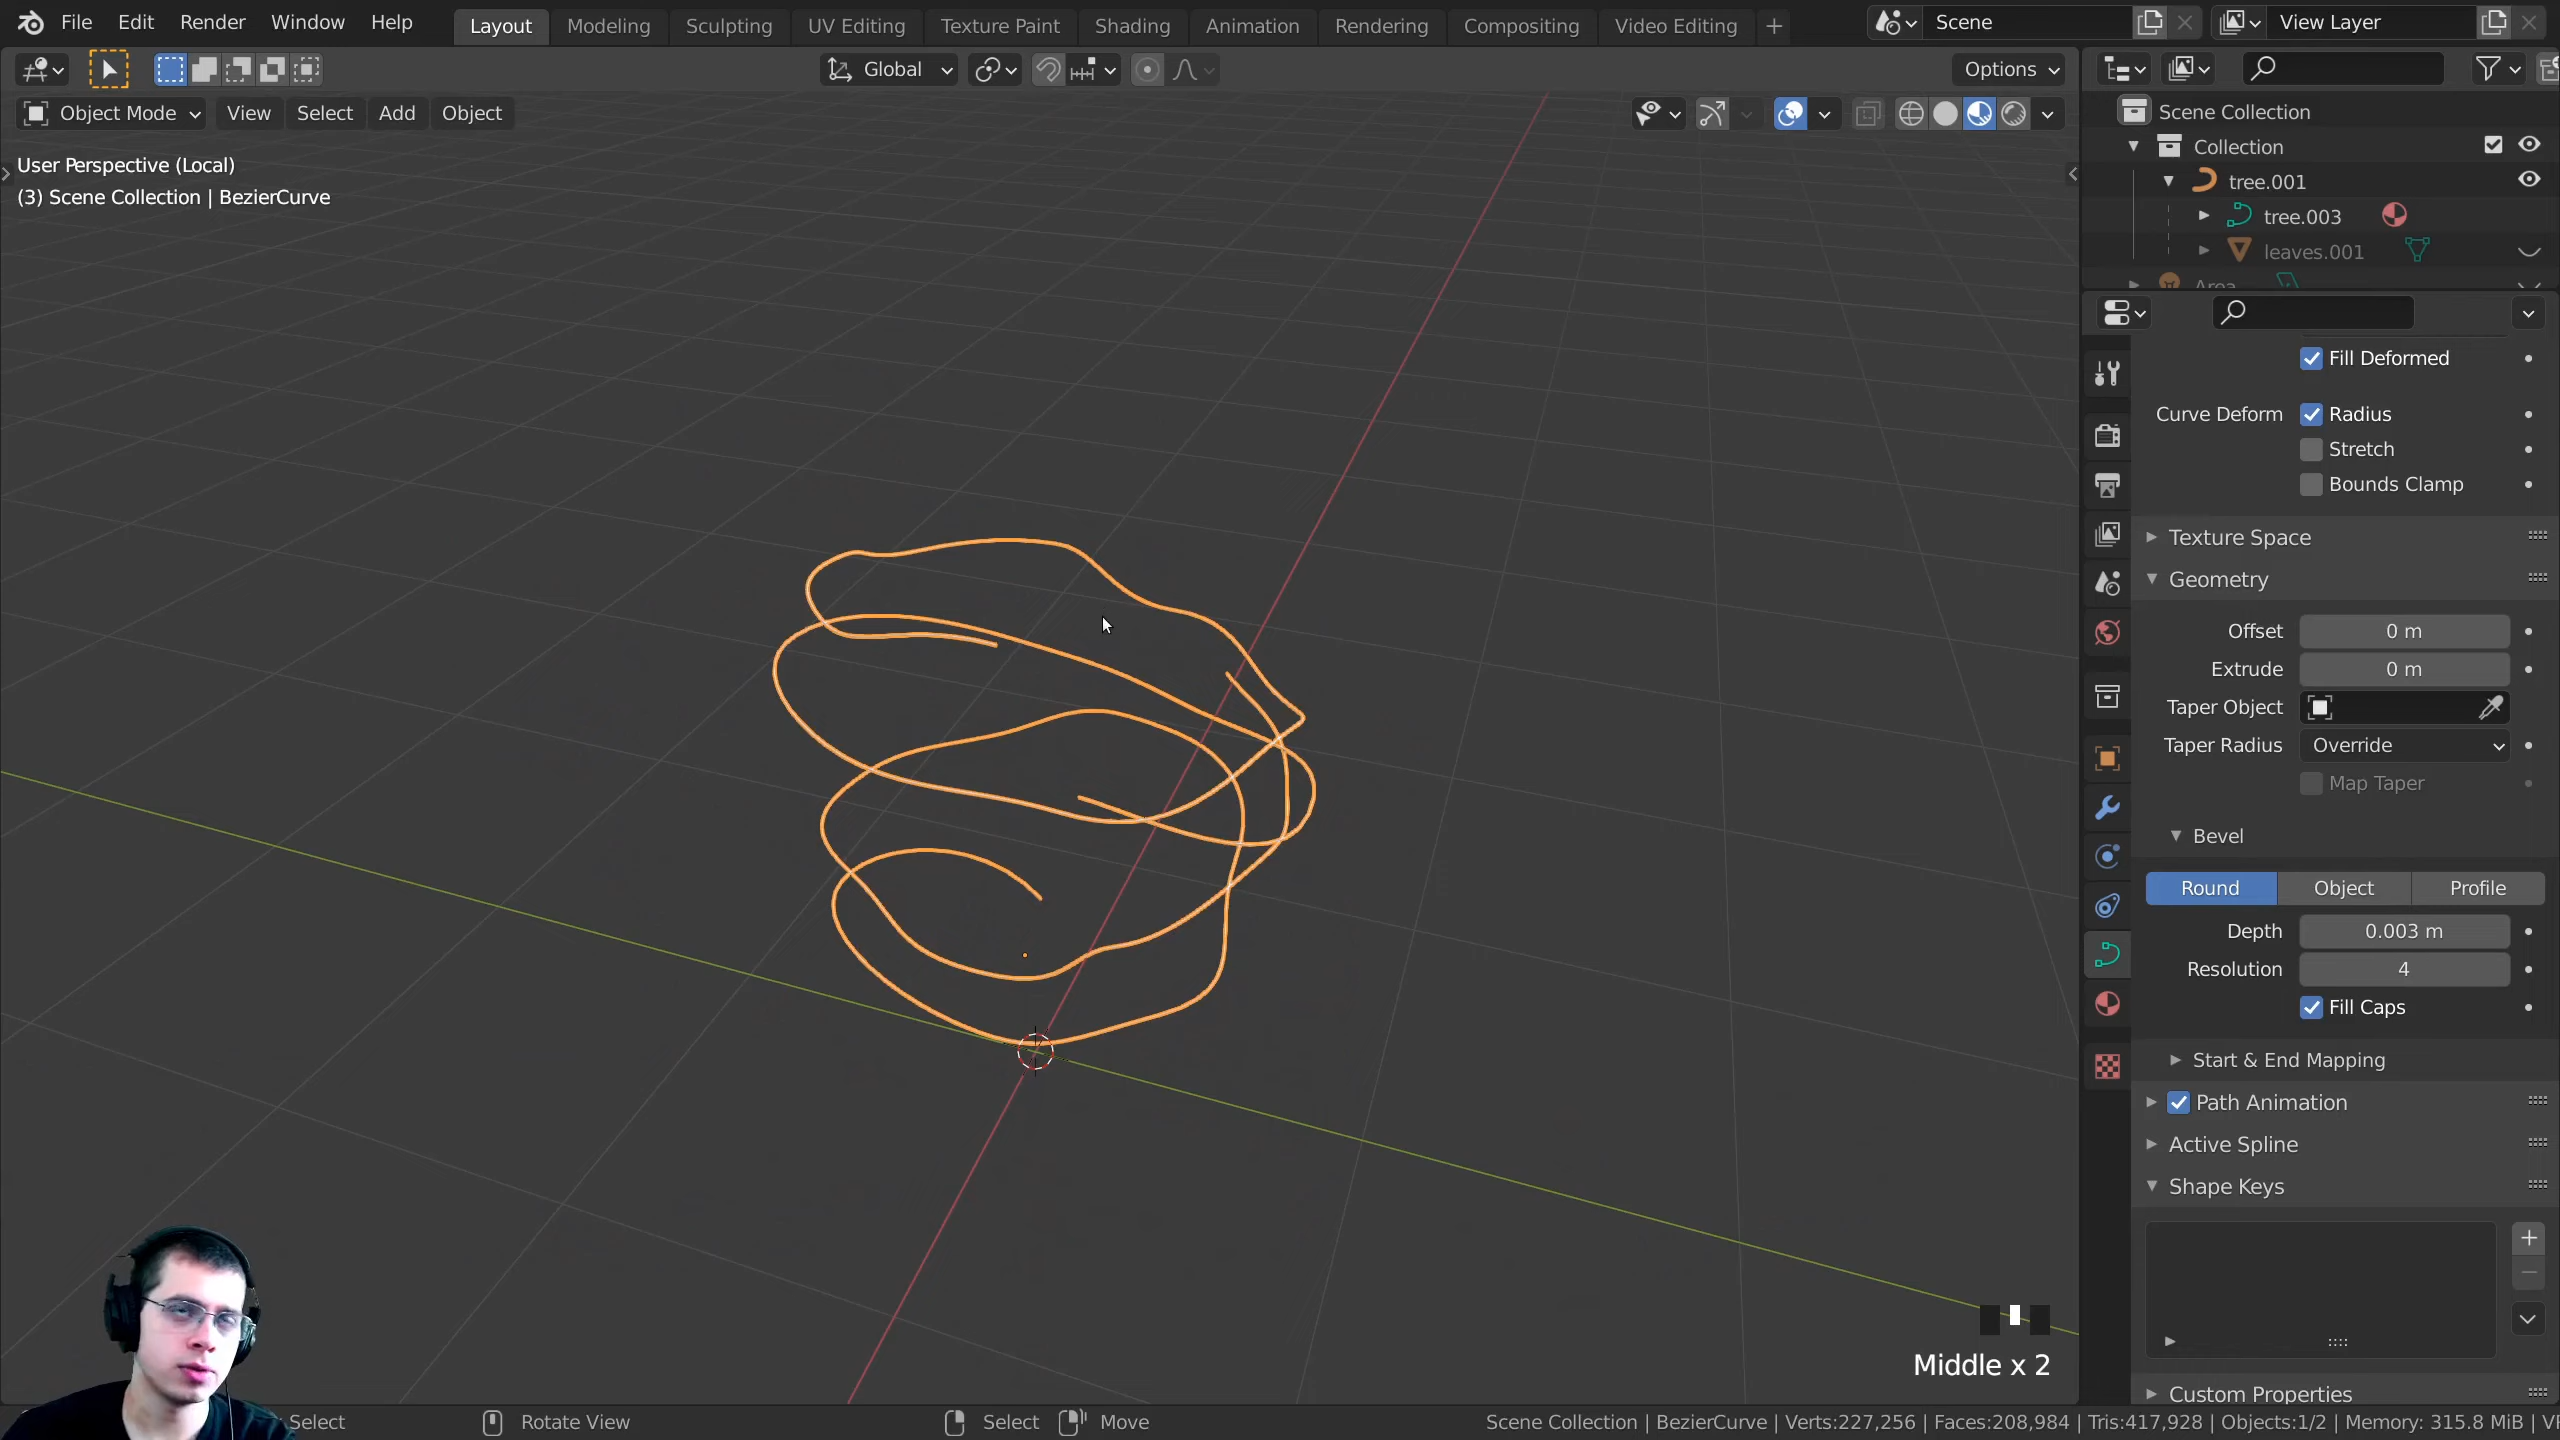 File Edit Render Window Help Layout Modeling Sculpting UV Editing Texture Paint Shading Animation Rendering Compositing Video Editing + Scene View Layer
Global Options
Object Mode View Select Add Object
User Perspective (Local)
(3) Scene Collection | BezierCurve
Scene Collection
Collection
tree.001
tree.003
leaves.001
Area
Fill Deformed
Curve Deform Radius
Stretch
Bounds Clamp
Texture Space
Geometry
Offset 0 m
Extrude 0 m
Taper Object
Taper Radius Override
Map Taper
Bevel
Round Object Profile
Depth 0.003 m
Resolution 4
Fill Caps
Start & End Mapping
Path Animation
Active Spline
Shape Keys
Middle x 2
Custom Properties
Select Rotate View Select Move Scene Collection | BezierCurve | Verts:227,256 | Faces:208,984 | Tris:417,928 | Objects:1/2 | Memory: 315.8 MiB |